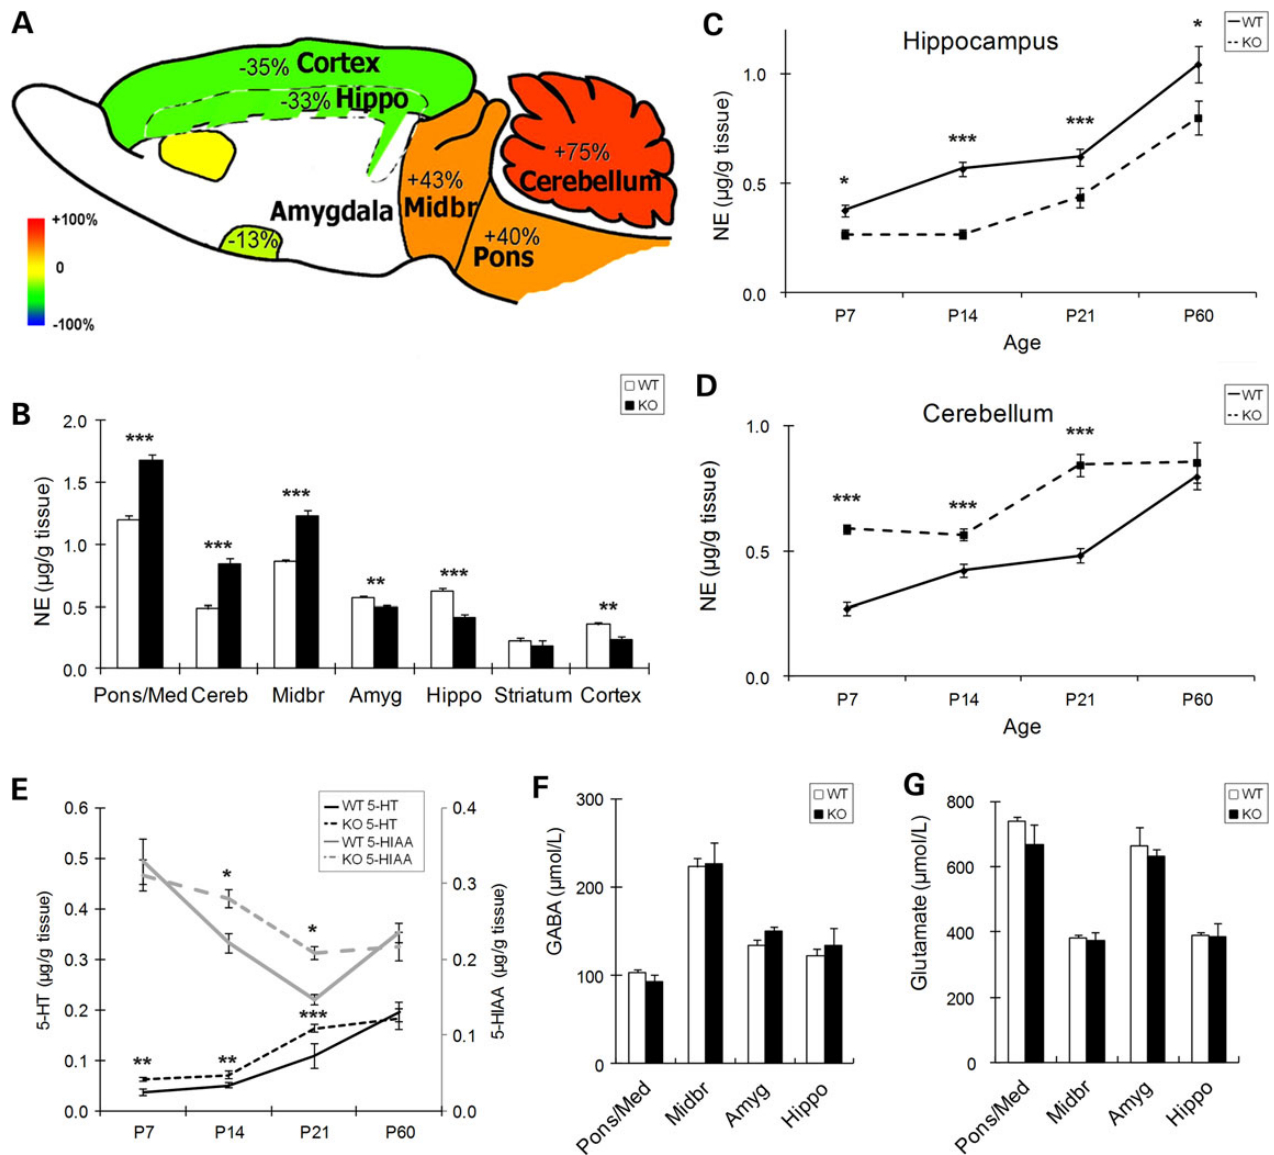 A
-35% Cortex
-33% Hippo
+75%
Cerebellum
+43%
Midbr
Amygdala
-13%
+40%
Pons
+100%
0
-100%
C
Hippocampus
WT
KO
NE (µg/g tissue)
1.0
0.5
0.0
*
***
***
*
P7 P14 P21 P60
Age
B
WT
KO
NE (µg/g tissue)
2.0
1.5
1.0
0.5
0.0
***
***
***
**
***
**
Pons/Med Cereb Midbr Amyg Hippo Striatum Cortex
D
Cerebellum
WT
KO
NE (µg/g tissue)
1.0
0.5
0.0
***
***
***
P7 P14 P21 P60
Age
E
WT 5-HT
KO 5-HT
WT 5-HIAA
KO 5-HIAA
5-HT (µg/g tissue)
0.6
0.5
0.4
0.3
0.2
0.1
0.0
5-HIAA (µg/g tissue)
0.4
0.3
0.2
0.1
0.0
*
*
**
**
***
P7 P14 P21 P60
F
WT
KO
GABA (µmol/L)
300
200
100
0
Pons/Med Midbr Amyg Hippo
G
WT
KO
Glutamate (µmol/L)
800
600
400
200
0
Pons/Med Midbr Amyg Hippo